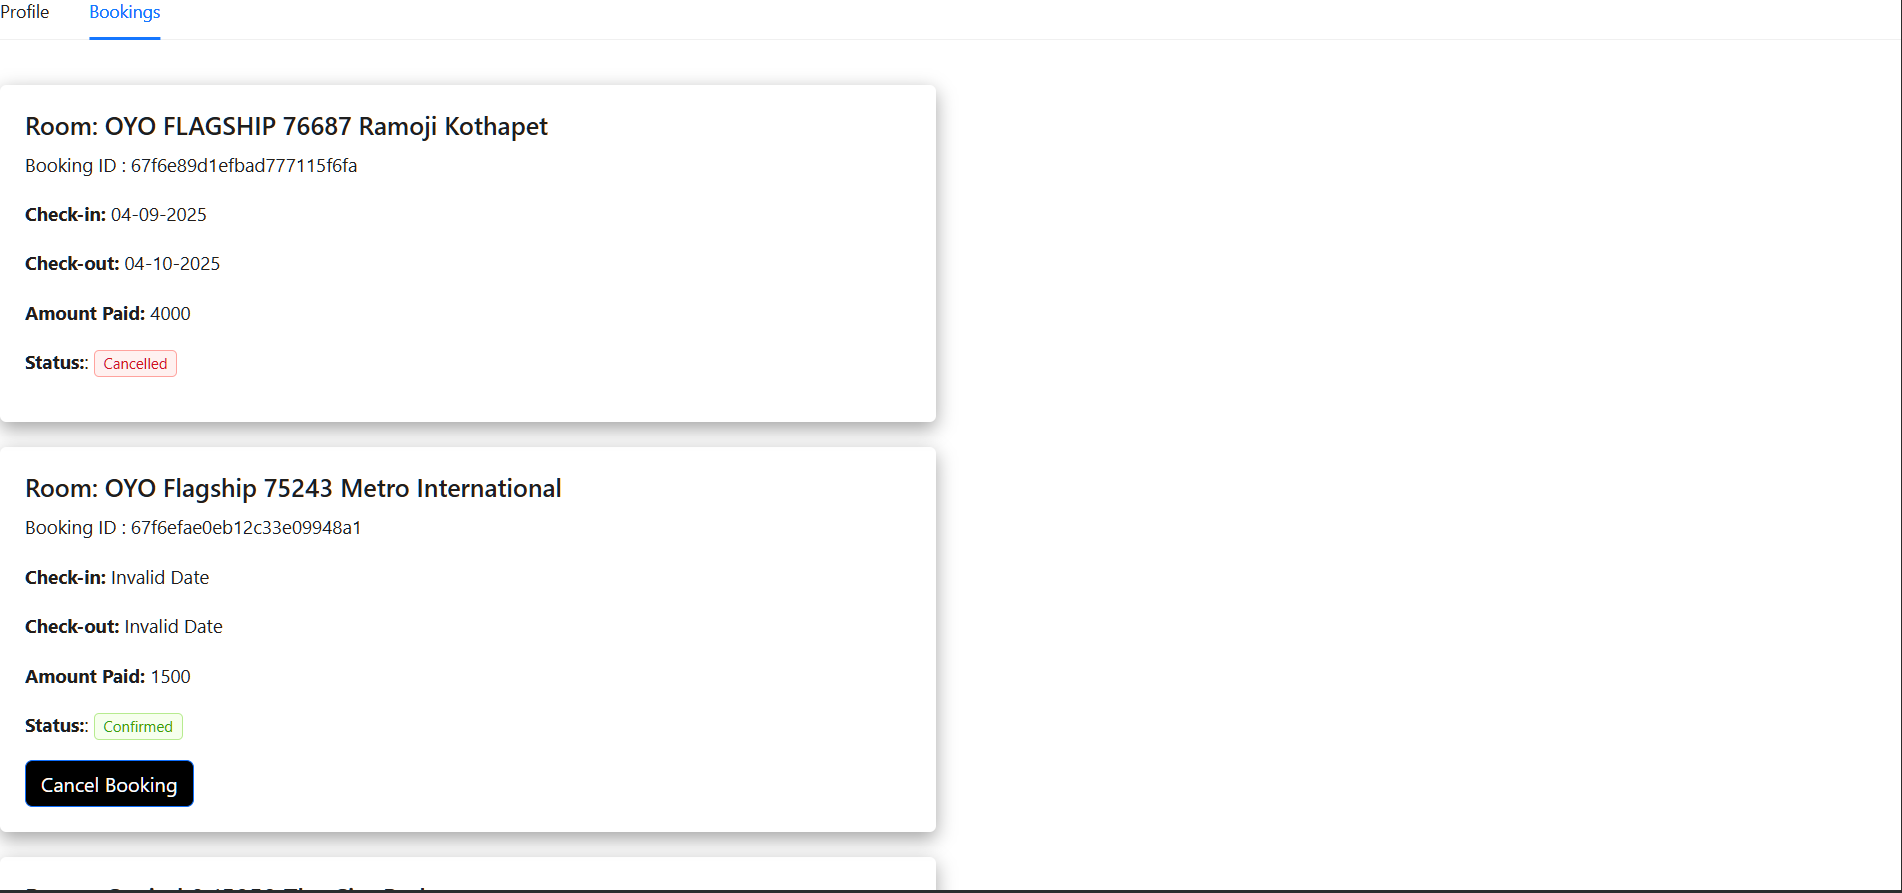 Profile Bookings
Room: OYO FLAGSHIP 76687 Ramoji Kothapet
Booking ID : 67f6e89d1efbad777115f6fa
Check-in: 04-09-2025
Check-out: 04-10-2025
Amount Paid: 4000
Status:: Cancelled
Room: OYO Flagship 75243 Metro International
Booking ID : 67f6efae0eb12c33e09948a1
Check-in: Invalid Date
Check-out: Invalid Date
Amount Paid: 1500
Status:: Confirmed
Cancel Booking